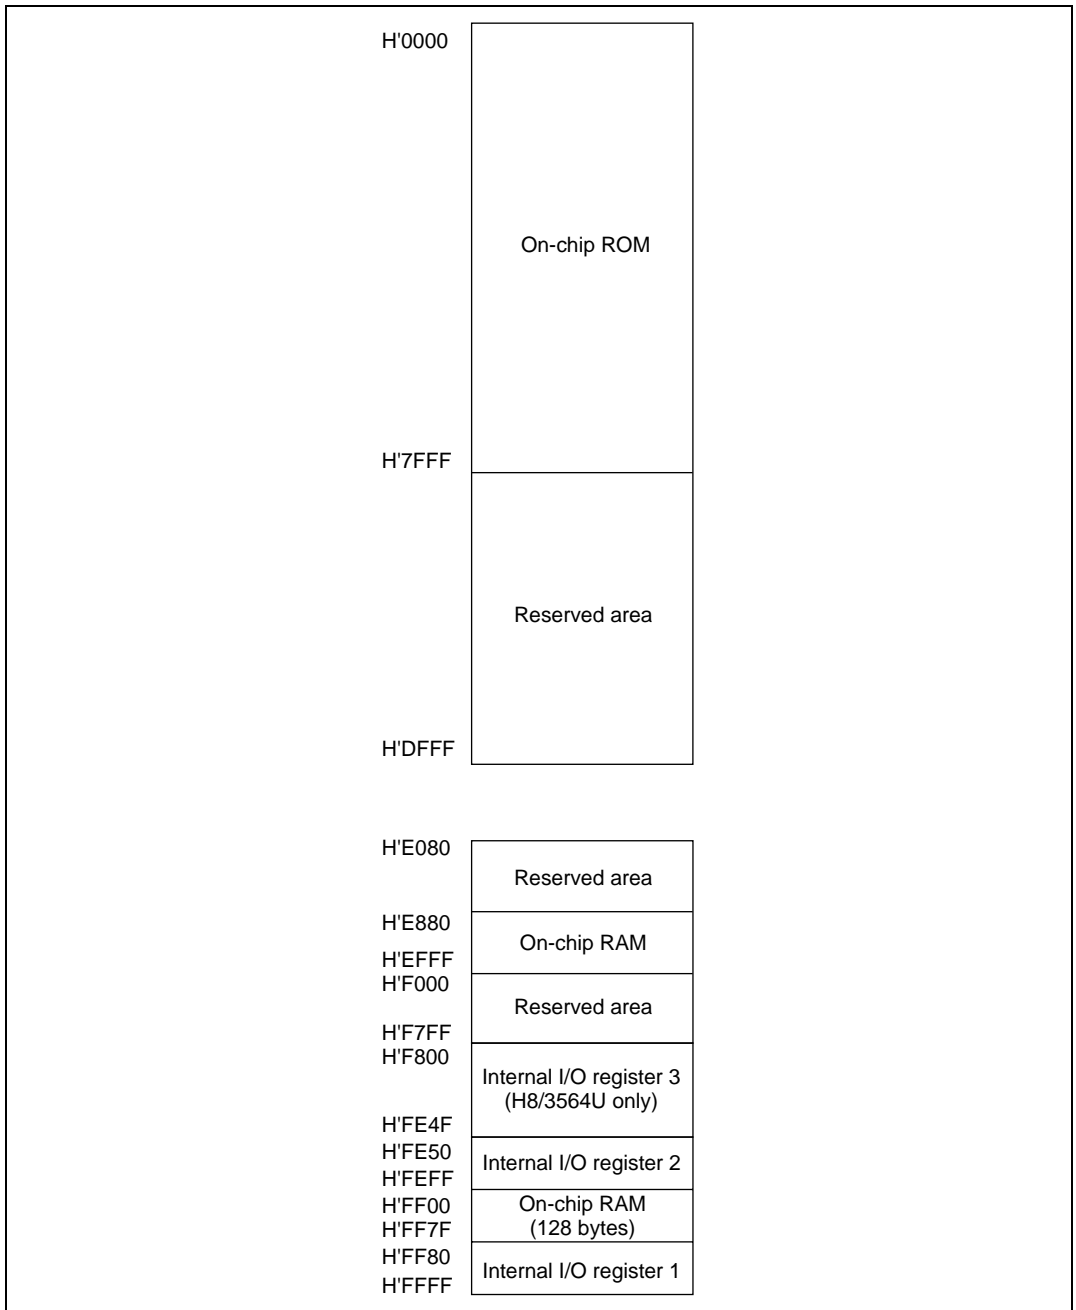 H'0000
On-chip ROM
H'7FFF
Reserved area
H'DFFF
H'E080
Reserved area
H'E880
On-chip RAM
H'EFFF
H'F000
Reserved area
H'F7FF
H'F800
Internal I/O register 3
(H8/3564U only)
H'FE4F
H'FE50
Internal I/O register 2
H'FEFF
H'FF00
On-chip RAM
(128 bytes)
H'FF7F
H'FF80
Internal I/O register 1
H'FFFF